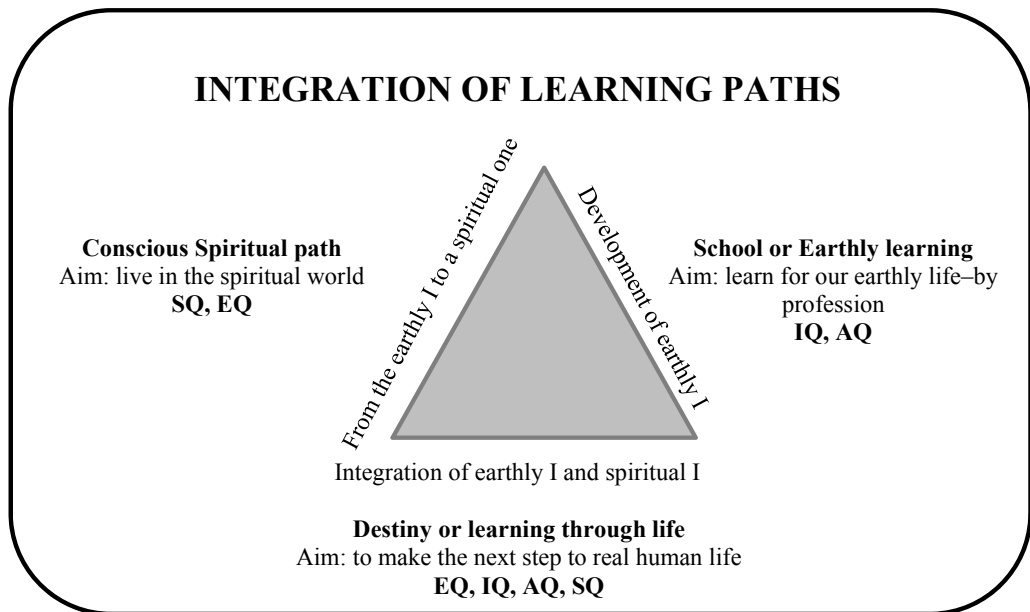 INTEGRATION OF LEARNING PATHS
From the earthly I to a spiritual one
Development of earthly I
Conscious Spiritual path
Aim: live in the spiritual world
SQ, EQ
School or Earthly learning
Aim: learn for our earthly life–by
profession
IQ, AQ
Integration of earthly I and spiritual I
Destiny or learning through life
Aim: to make the next step to real human life
EQ, IQ, AQ, SQ